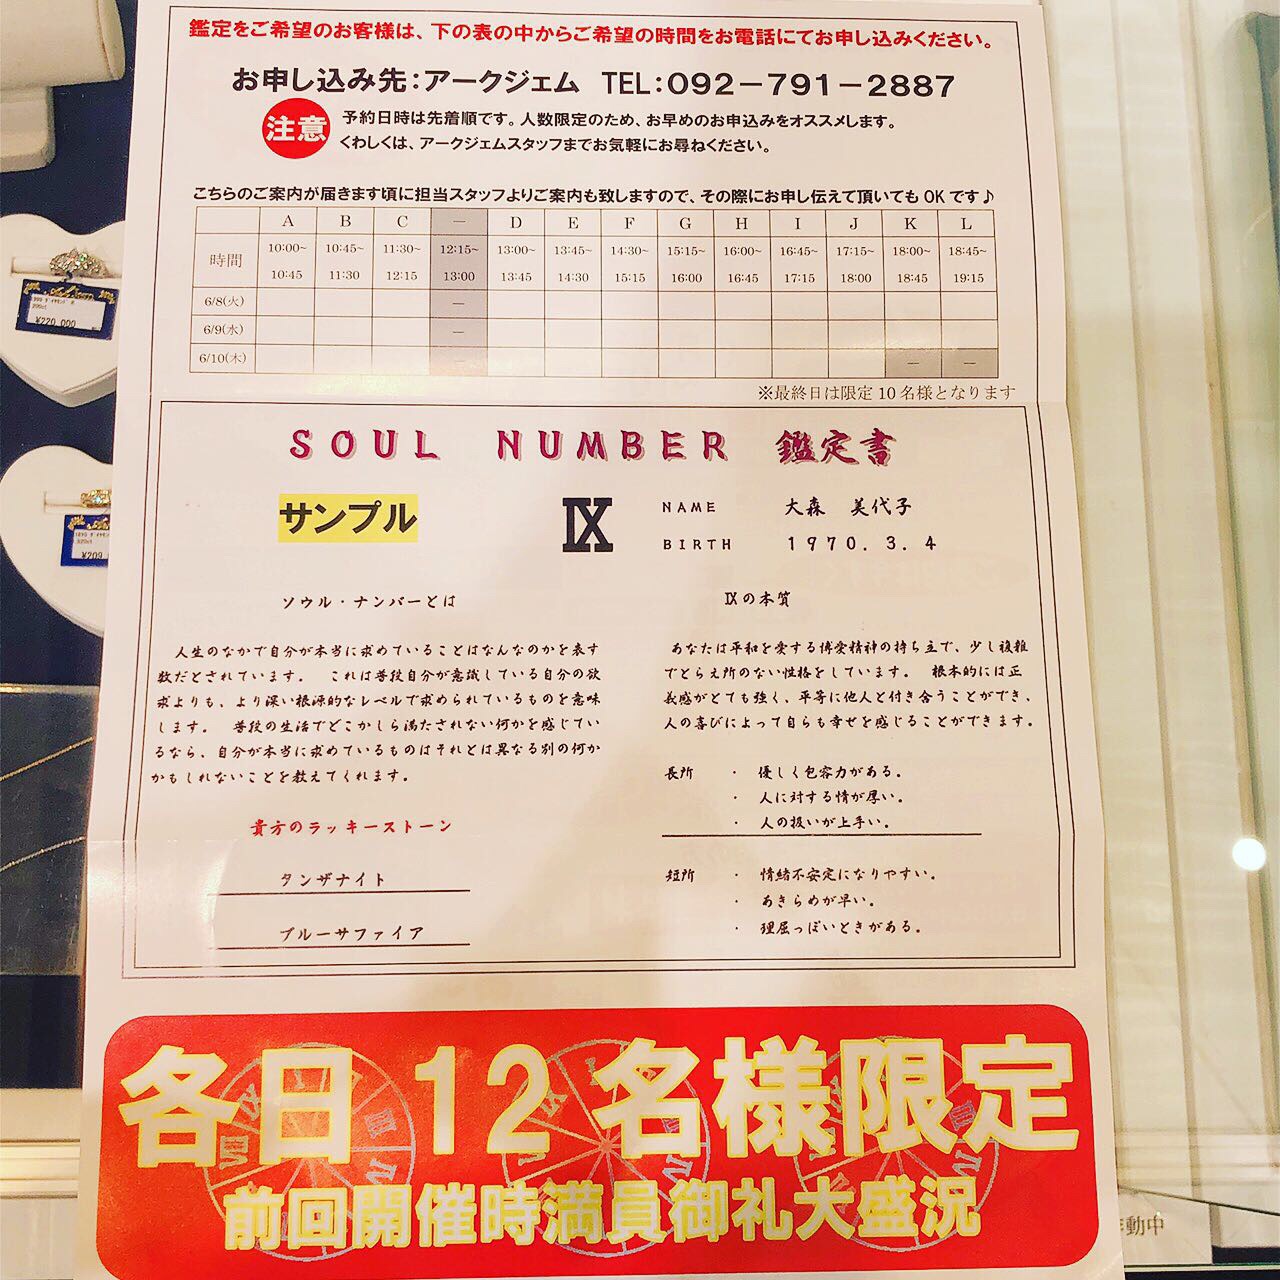 鑑定をご希望のお客様は、下の表の中からご希望の時間をお電話にてお申し込みください。
お申し込み先：アークジェム TEL：092－791－2887
注意
予約日時は先着順です。人数限定のため、お早めのお申込みをオススメします。
くわしくは、アークジェムスタッフまでお気軽にお尋ねください。
こちらのご案内が届きます頃に担当スタッフよりご案内も致しますので、その際にお申し伝えて頂いてもOKです♪
A B C － D E F G H I J K L
時間
10:00~ 10:45~ 11:30~ 12:15~ 13:00~ 13:45~ 14:30~ 15:15~ 16:00~ 16:45~ 17:15~ 18:00~ 18:45~
10:45 11:30 12:15 13:00 13:45 14:30 15:15 16:00 16:45 17:15 18:00 18:45 19:15
6/8(火) －
6/9(水) －
6/10(木) － － －
※最終日は限定10名様となります
SOUL NUMBER 鑑定書
サンプル
Ⅸ
NAME 大森 美代子
BIRTH 1970.3.4
ソウル・ナンバーとは
人生のなかで自分が本当に求めていることはなんなのかを表す
数だとされています。 これは普段自分が意識している自分の欲
求よりも、より深い根源的なレベルで求められているものを意味
します。 普段の生活でどこかしら満たされない何かを感じてい
るなら、自分が本当に求めているものはそれとは異なる別の何か
かもしれないことを教えてくれます。
貴方のラッキーストーン
タンザナイト
ブルーサファイア
Ⅸの本質
あなたは平和を愛する博愛精神の持ち主で、少し複雑
でとらえ所のない性格をしています。 根本的には正
義感がとても強く、平等に他人と付き合うことができ、
人の喜びによって自らも幸せを感じることができます。
長所 ・ 優しく包容力がある。
・ 人に対する情が厚い。
・ 人の扱いが上手い。
短所 ・ 情緒不安定になりやすい。
・ あきらめが早い。
・ 理屈っぽいときがある。
各日12名様限定
前回開催時満員御礼大盛況
¥220,000
¥209
動中